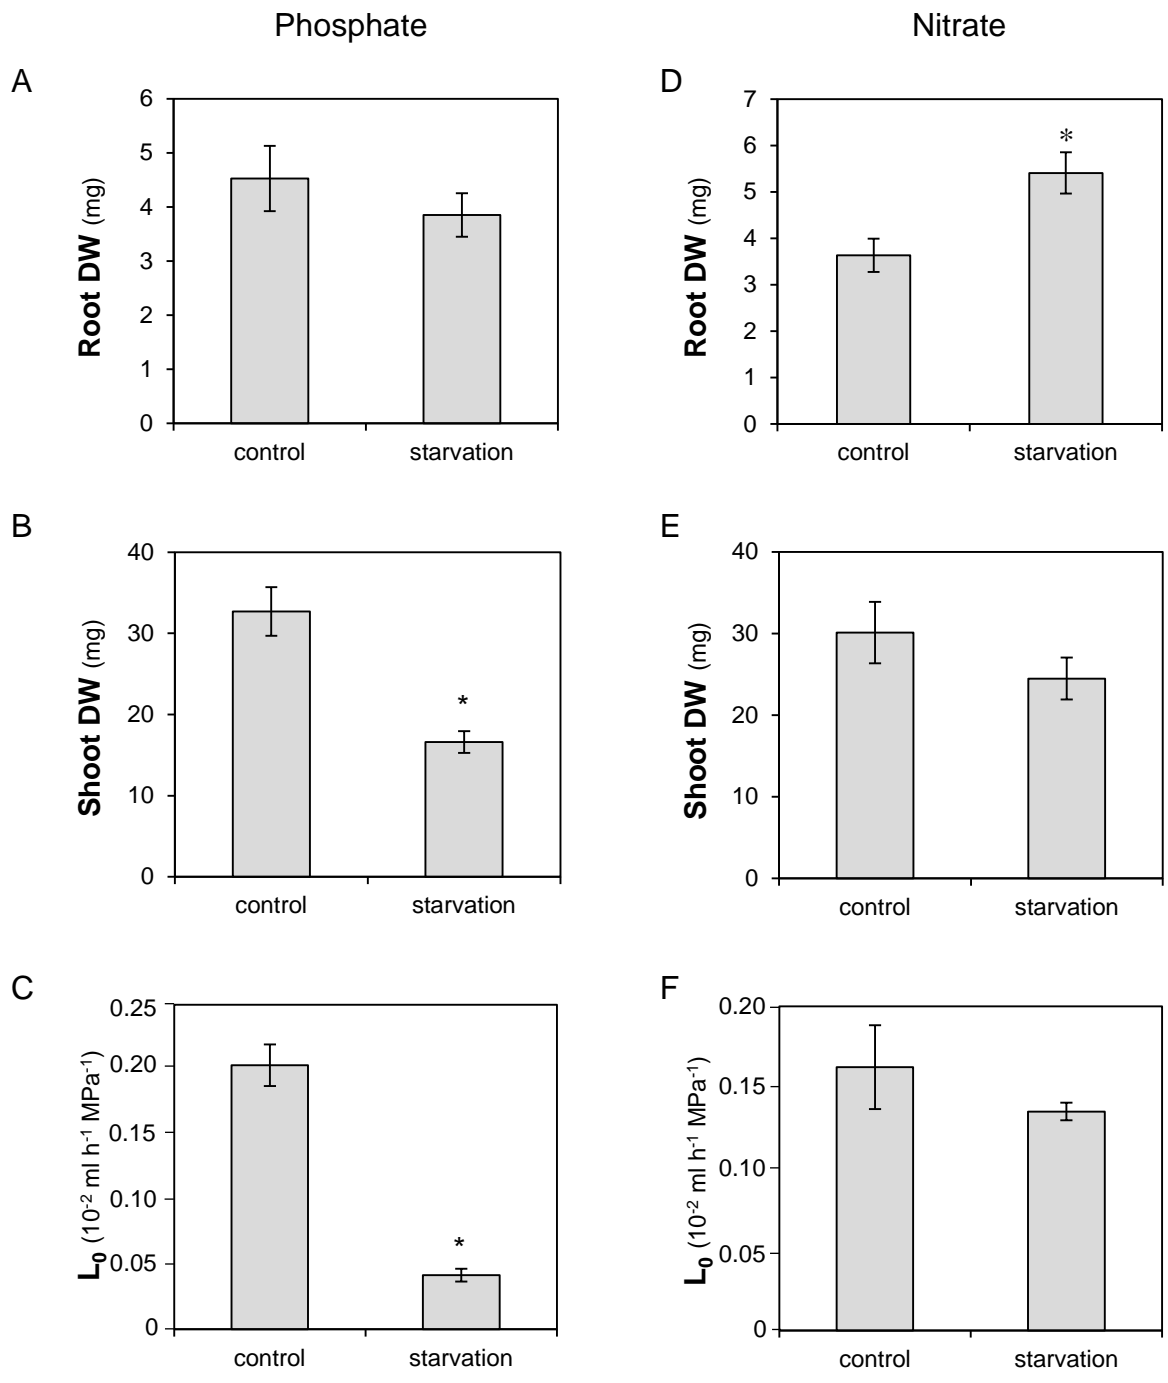 Phosphate
Nitrate
A
Root DW (mg)
6
5
4
3
2
1
0
control starvation
D
Root DW (mg)
7
6
5
4
3
2
1
0
*
control starvation
B
Shoot DW (mg)
40
30
20
10
0
*
control starvation
E
Shoot DW (mg)
40
30
20
10
0
control starvation
C
L0 (10-2 ml h-1 MPa-1)
0.25
0.20
0.15
0.10
0.05
0
*
control starvation
F
L0 (10-2 ml h-1 MPa-1)
0.20
0.15
0.10
0.05
0
control starvation